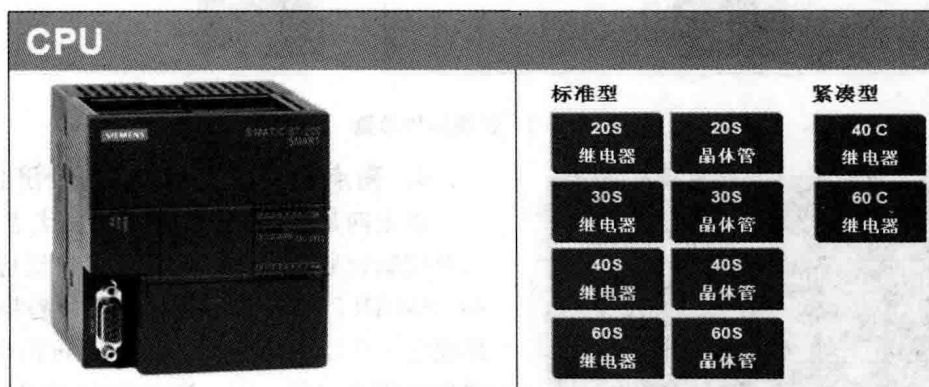 CPU
SIEMENS
SIMATIC S7-200
SMART
标准型
紧凑型
20S
继电器
20S
晶体管
40 C
继电器
30S
继电器
30S
晶体管
60 C
继电器
40S
继电器
40S
晶体管
60S
继电器
60S
晶体管